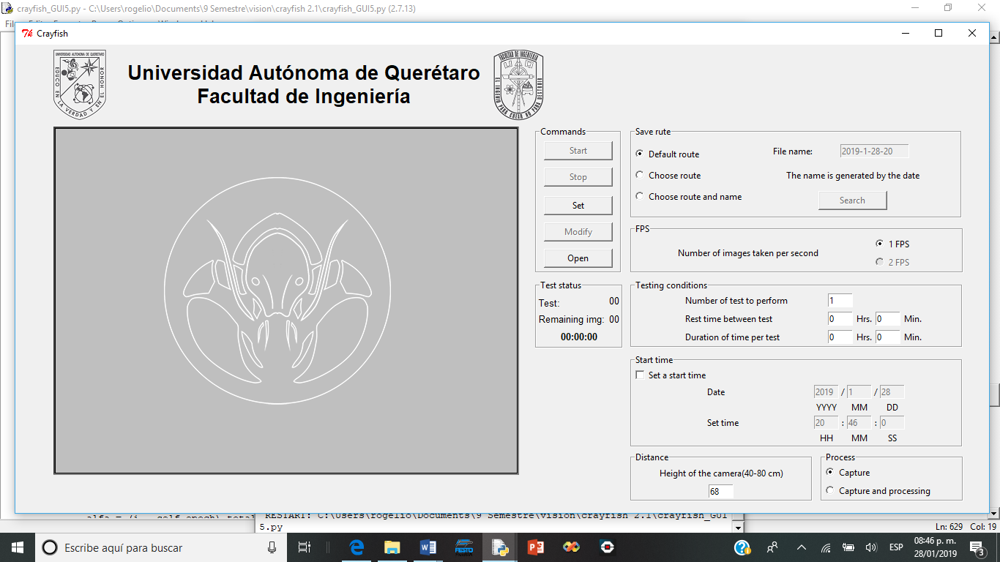 crayfish_GUI5.py - C:\Users\rogelio\Documents\9 Semestre\vision\crayfish 2.1\crayfish_GUI5.py (2.7.13)
Crayfish
UNIVERSIDAD AUTONOMA DE QUERETARO
EDUCO EN LA VERDAD Y EN EL HONOR
Universidad Autónoma de Querétaro
Facultad de Ingeniería
FACULTAD DE INGENIERIA
EL INGENIO PARA CREAR NO PARA DESTRUIR
Commands
Start
Stop
Set
Modify
Open
Test status
Test: 00
Remaining img: 00
00:00:00
Save rute
Default route
File name: 2019-1-28-20
Choose route
The name is generated by the date
Choose route and name
Search
FPS
Number of images taken per second
1 FPS
2 FPS
Testing conditions
Number of test to perform 1
Rest time between test 0 Hrs. 0 Min.
Duration of time per test 0 Hrs. 0 Min.
Start time
Set a start time
Date 2019 / 1 / 28
YYYY MM DD
Set time 20 : 46 : 0
HH MM SS
Distance
Height of the camera(40-80 cm)
68
Process
Capture
Capture and processing
RESTART: C:\Users\rogelio\Documents\9 Semestre\vision\crayfish 2.1\crayfish_GUI
5.py
Ln: 629 Col: 19
Escribe aquí para buscar
FESTO
ESP
08:46 p. m.
28/01/2019
3